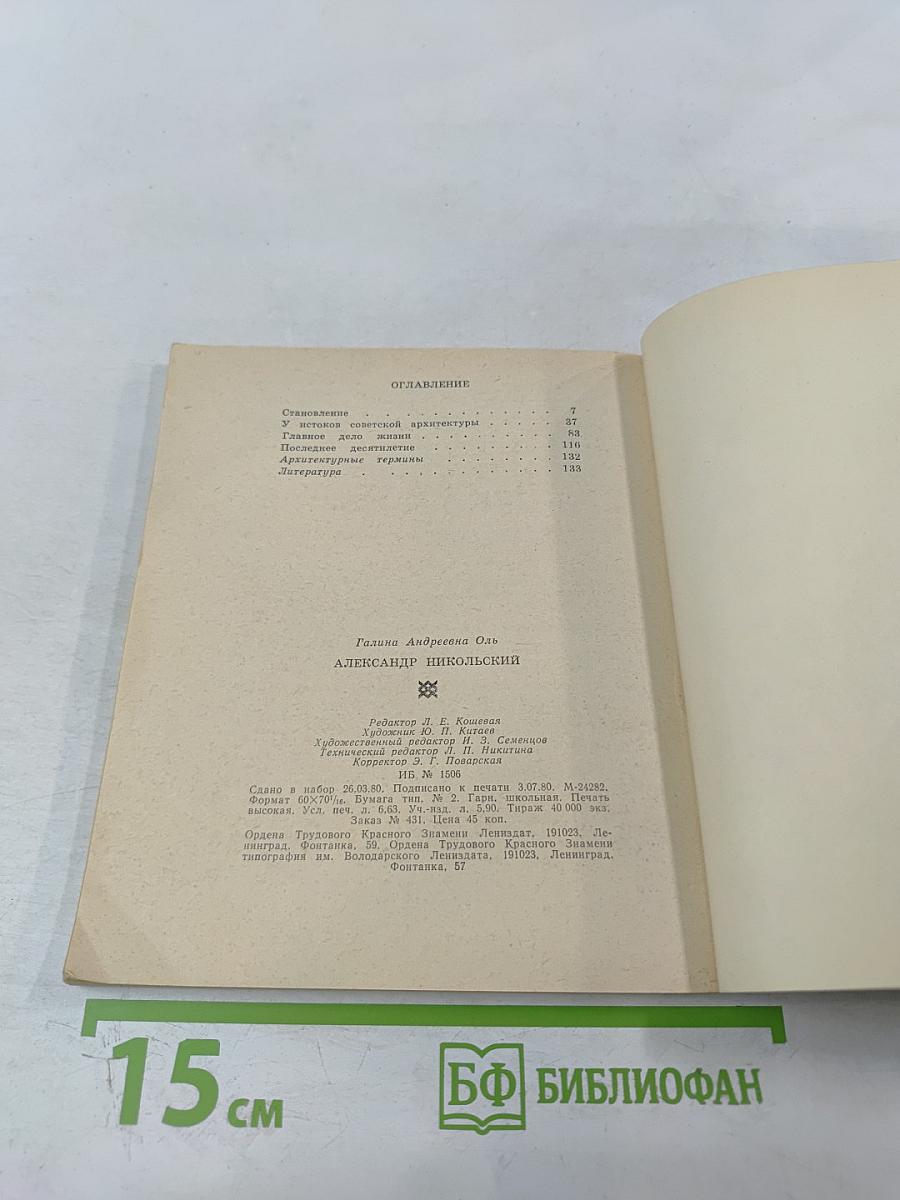 ОГЛАВЛЕНИЕ
Становление . . . . . . . . . . . . . 7
У истоков советской архитектуры . . . . . 37
Главное дело жизни . . . . . . . . . . 83
Последнее десятилетие . . . . . . . . . 116
Архитектурные термины . . . . . . . . 132
Литература . . . . . . . . . . . . 133
Галина Андреевна Оль
АЛЕКСАНДР НИКОЛЬСКИЙ
Редактор Л. Е. Кошевая
Художник Ю. П. Китаев
Художественный редактор И. З. Семенцов
Технический редактор Л. П. Никитина
Корректор Э. Г. Поварская
ИБ № 1506
Сдано в набор 26.03.80. Подписано к печати 3.07.80. М-24282.
Формат 60×70¹/₁₆. Бумага тип. № 2. Гарн. школьная. Печать
высокая. Усл. печ. л. 6,63. Уч.-изд. л. 5,90. Тираж 40 000 экз.
Заказ № 431. Цена 45 коп.
Ордена Трудового Красного Знамени Лениздат, 191023, Ле-
нинград, Фонтанка, 59. Ордена Трудового Красного Знамени
типография им. Володарского Лениздата, 191023, Ленинград,
Фонтанка, 57
15 см
БФ БИБЛИОФАН